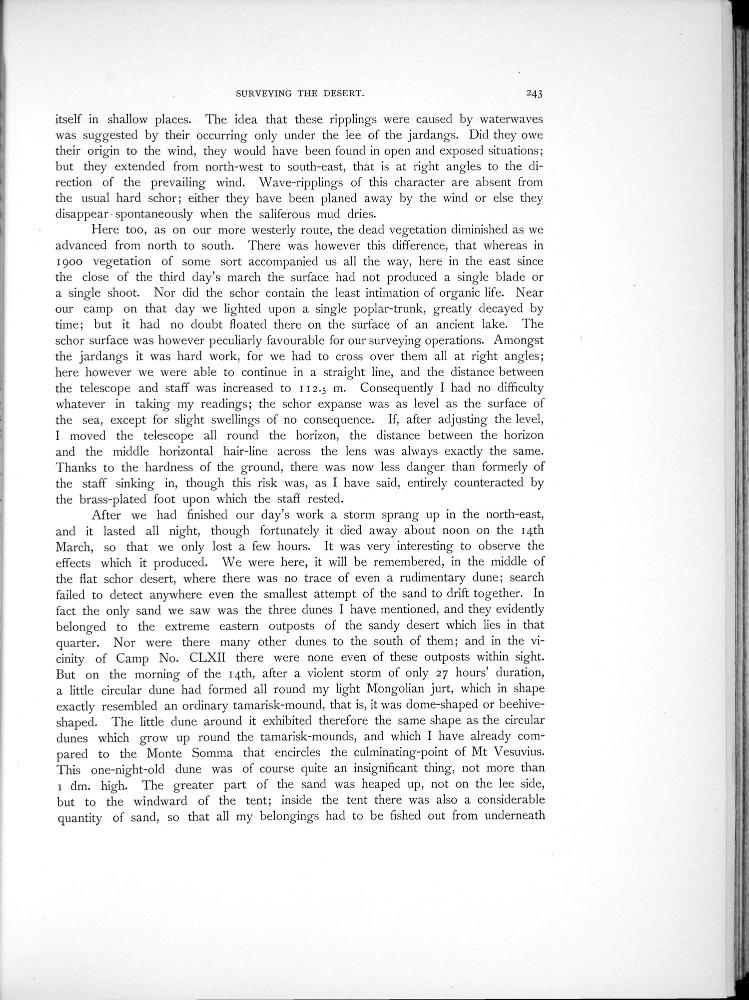 SURVEYING THE DESERT. 243
itself in shallow places. The idea that these ripplings were caused by waterwaves
was suggested by their occurring only under the lee of the jardangs. Did they owe
their origin to the wind, they would have been found in open and exposed situations;
but they extended from north-west to south-east, that is at right angles to the di-
rection of the prevailing wind. Wave-ripplings of this character are absent from
the usual hard schor; either they have been planed away by the wind or else they
disappear spontaneously when the saliferous mud dries.
Here too, as on our more westerly route, the dead vegetation diminished as we
advanced from north to south. There was however this difference, that whereas in
1900 vegetation of some sort accompanied us all the way, here in the east since
the close of the third day's march the surface had not produced a single blade or
a single shoot. Nor did the schor contain the least intimation of organic life. Near
our camp on that day we lighted upon a single poplar-trunk, greatly decayed by
time; but it had no doubt floated there on the surface of an ancient lake. The
schor surface was however peculiarly favourable for our surveying operations. Amongst
the jardangs it was hard work, for we had to cross over them all at right angles;
here however we were able to continue in a straight line, and the distance between
the telescope and staff was increased to 112.5 m. Consequently I had no difficulty
whatever in taking my readings; the schor expanse was as level as the surface of
the sea, except for slight swellings of no consequence. If, after adjusting the level,
I moved the telescope all round the horizon, the distance between the horizon
and the middle horizontal hair-line across the lens was always exactly the same.
Thanks to the hardness of the ground, there was now less danger than formerly of
the staff sinking in, though this risk was, as I have said, entirely counteracted by
the brass-plated foot upon which the staff rested.
After we had finished our day's work a storm sprang up in the north-east,
and it lasted all night, though fortunately it died away about noon on the 14th
March, so that we only lost a few hours. It was very interesting to observe the
effects which it produced. We were here, it will be remembered, in the middle of
the flat schor desert, where there was no trace of even a rudimentary dune; search
failed to detect anywhere even the smallest attempt of the sand to drift together. In
fact the only sand we saw was the three dunes I have mentioned, and they evidently
belonged to the extreme eastern outposts of the sandy desert which lies in that
quarter. Nor were there many other dunes to the south of them; and in the vi-
cinity of Camp No. CLXII there were none even of these outposts within sight.
But on the morning of the 14th, after a violent storm of only 27 hours' duration,
a little circular dune had formed all round my light Mongolian jurt, which in shape
exactly resembled an ordinary tamarisk-mound, that is, it was dome-shaped or beehive-
shaped. The little dune around it exhibited therefore the same shape as the circular
dunes which grow up round the tamarisk-mounds, and which I have already com-
pared to the Monte Somma that encircles the culminating-point of Mt Vesuvius.
This one-night-old dune was of course quite an insignificant thing, not more than
1 dm. high. The greater part of the sand was heaped up, not on the lee side,
but to the windward of the tent; inside the tent there was also a considerable
quantity of sand, so that all my belongings had to be fished out from underneath